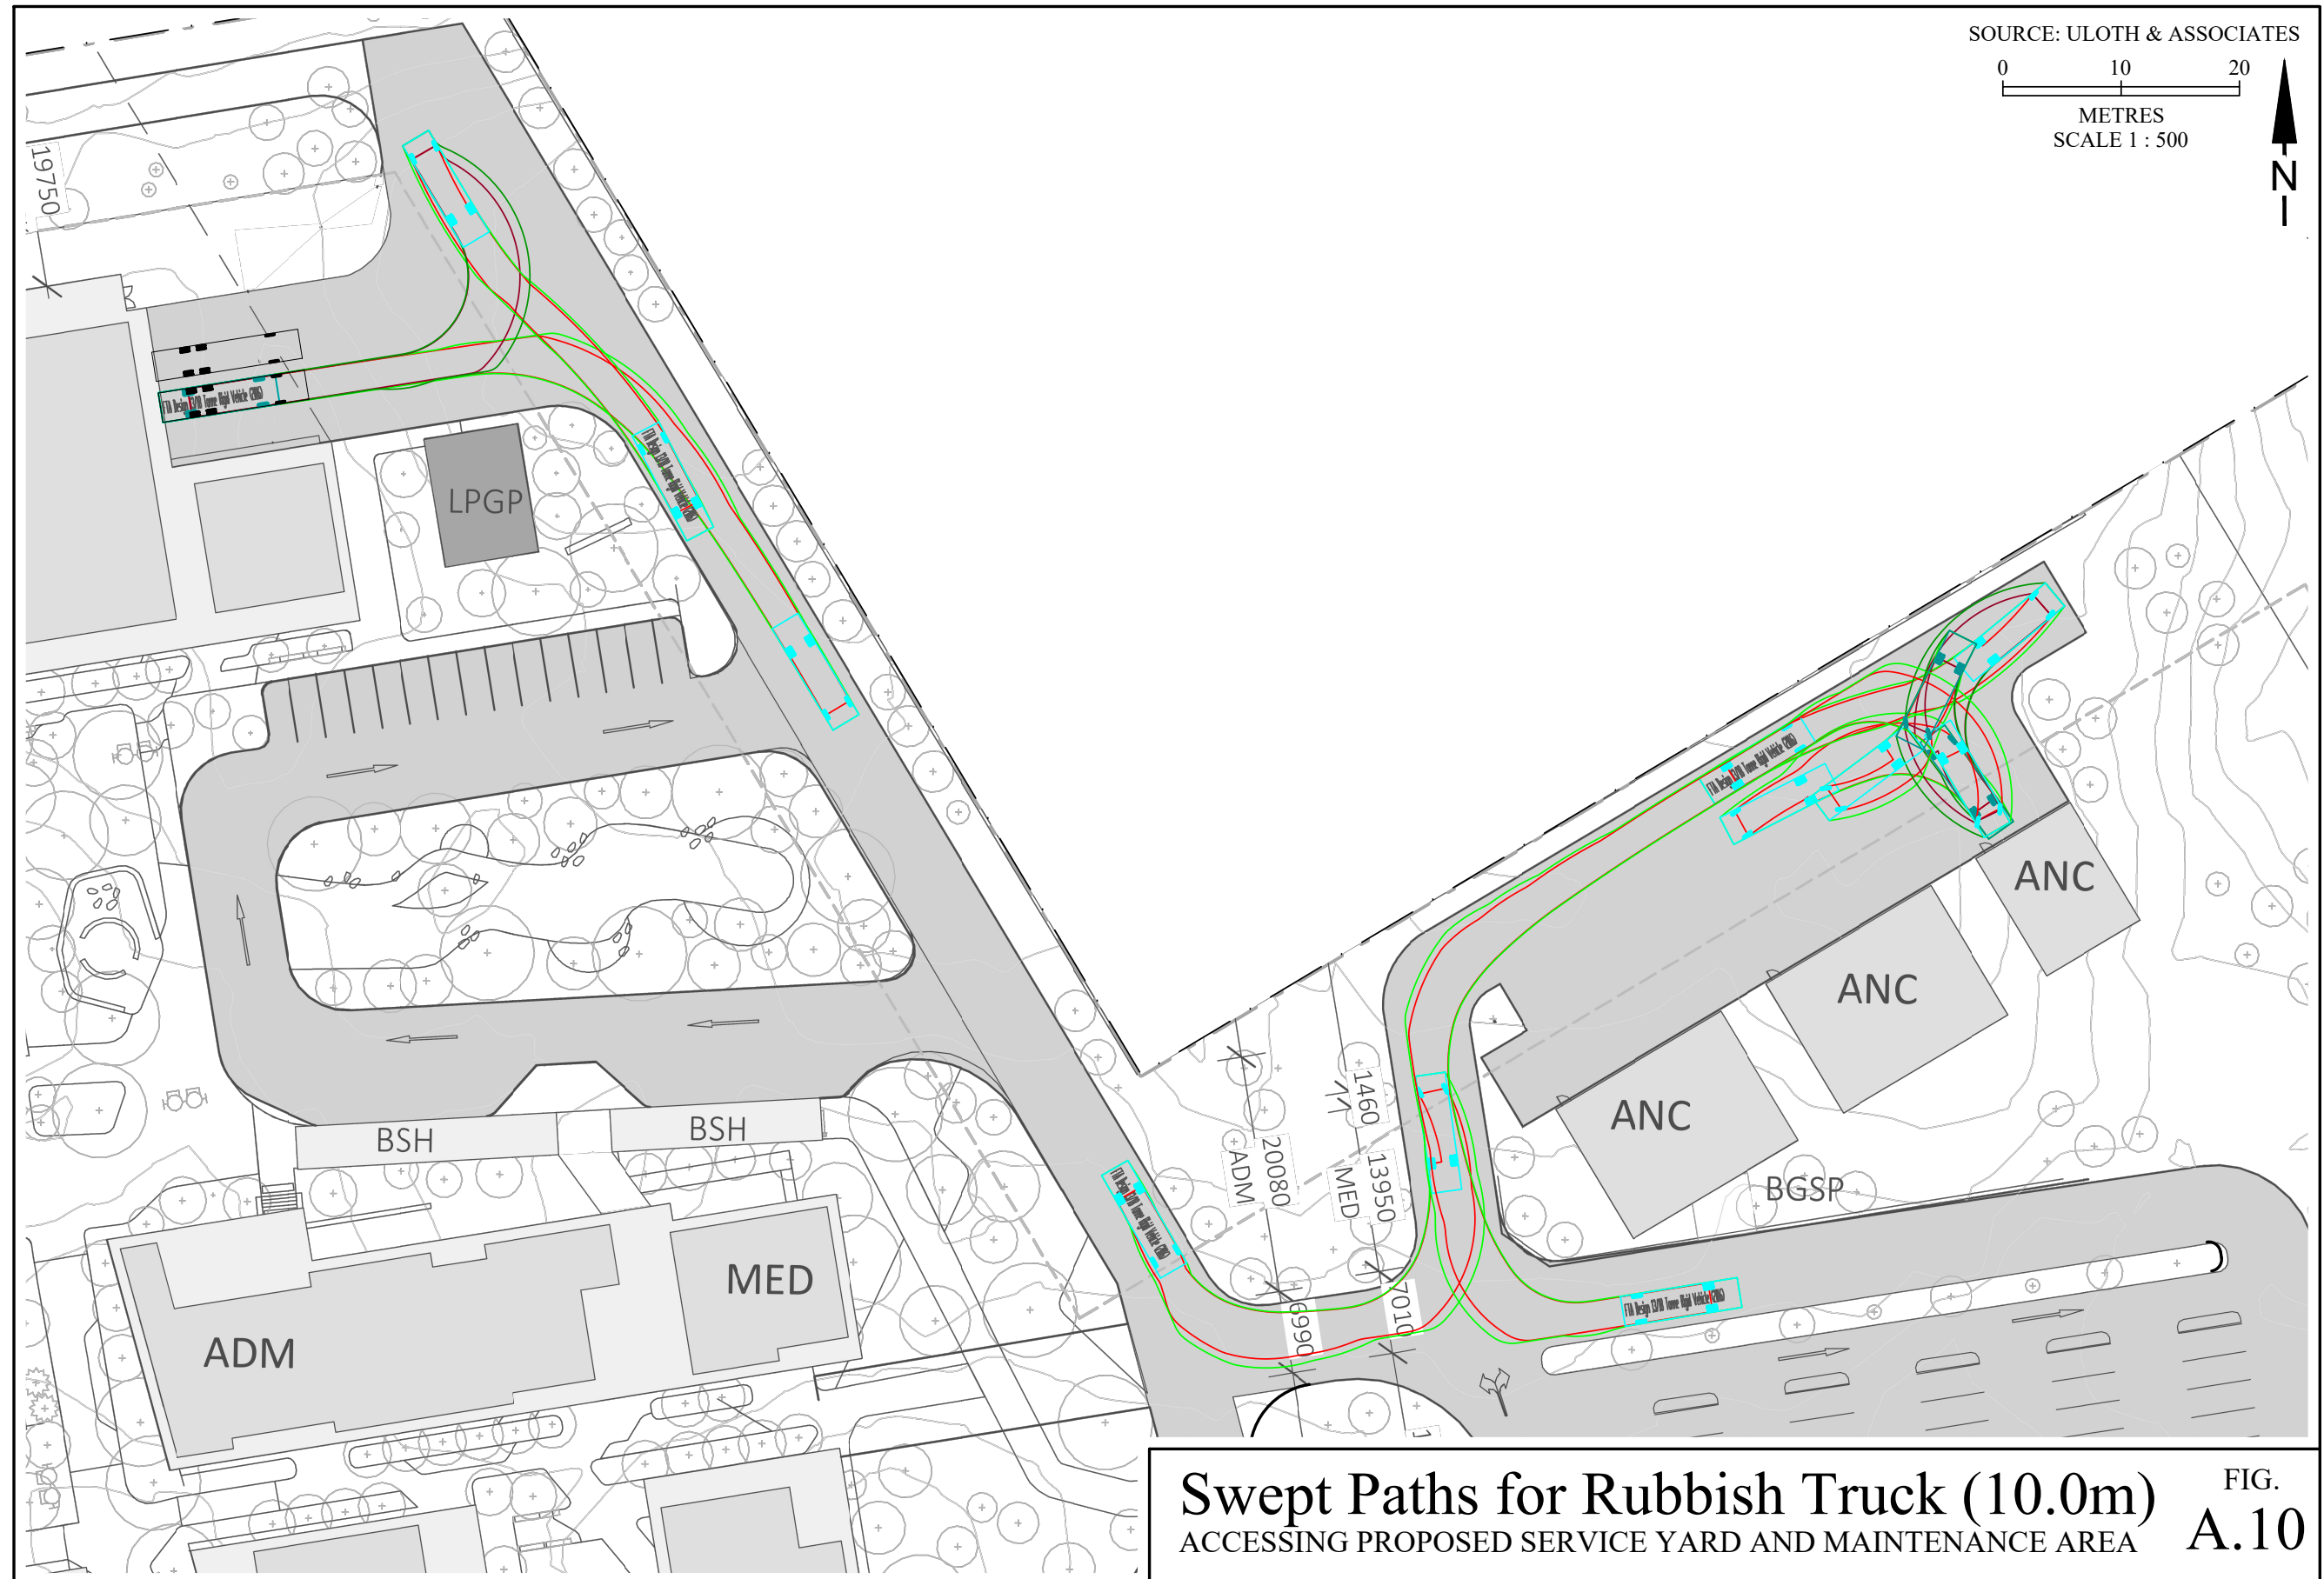 SOURCE: ULOTH & ASSOCIATES
0 10 20
METRES
SCALE 1 : 500
N
19750
LPGP
ANC
ANC
ANC
BGSP
1460
13950
MED
20080
ADM
6990
7010
BSH
BSH
MED
ADM
Swept Paths for Rubbish Truck (10.0m)
ACCESSING PROPOSED SERVICE YARD AND MAINTENANCE AREA
FIG.
A.10